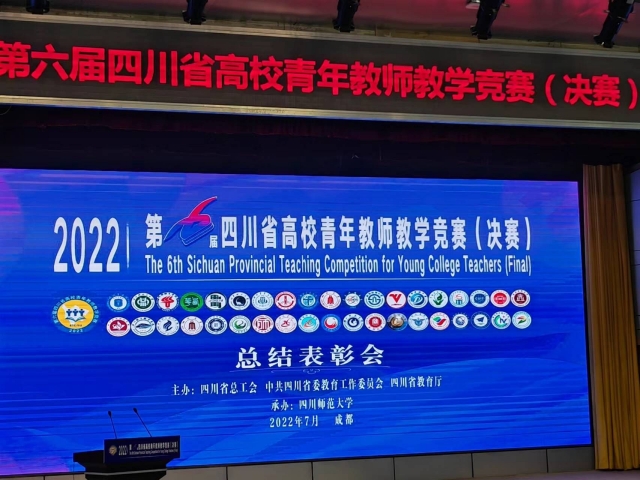 第六届四川省高校青年教师教学竞赛（决赛）
2022 第6届四川省高校青年教师教学竞赛（决赛）
The 6th Sichuan Provincial Teaching Competition for Young College Teachers (Final)
总结表彰会
主办：四川省总工会 中共四川省委教育工作委员会 四川省教育厅
承办：四川师范大学
2022年7月 成都